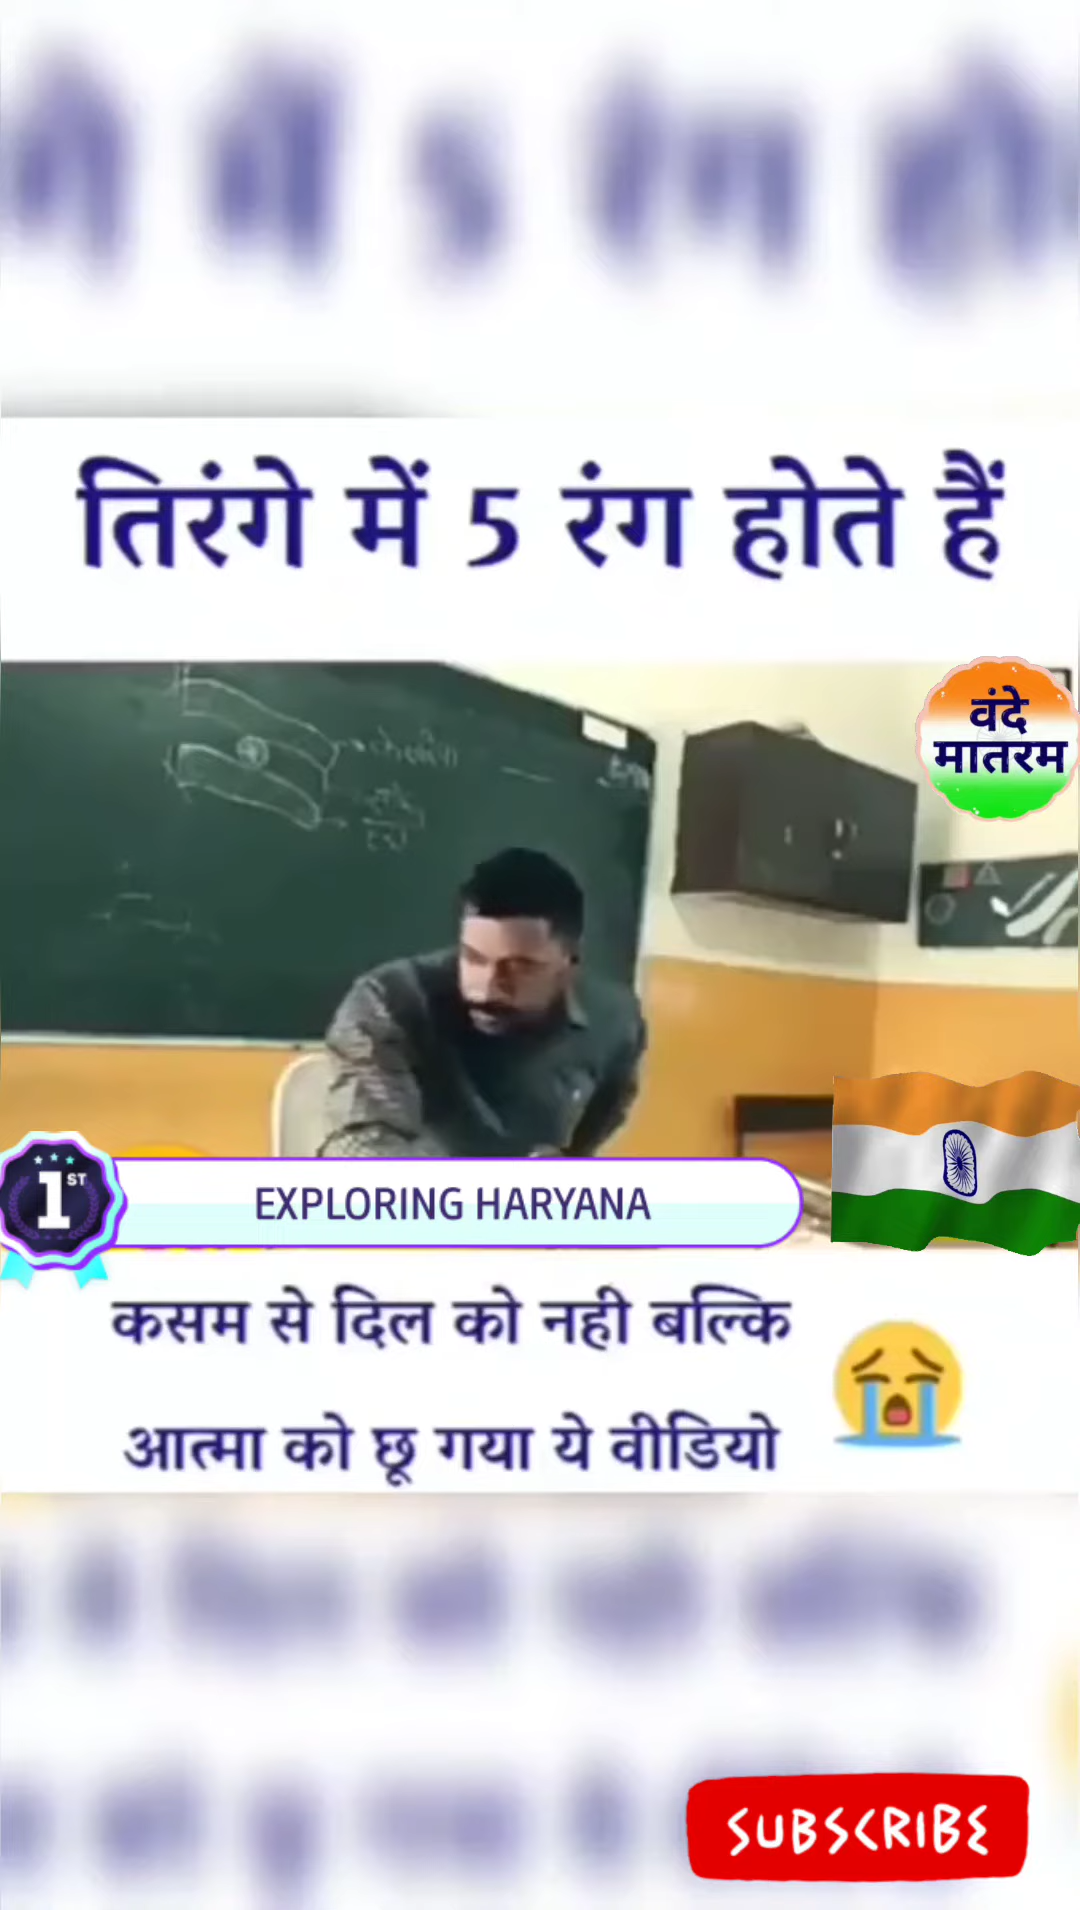 तिरंगे में 5 रंग होते हैं
वंदे
मातरम
1ST
EXPLORING HARYANA
कसम से दिल को नही बल्कि
आत्मा को छू गया ये वीडियो
SUBSCRIBE